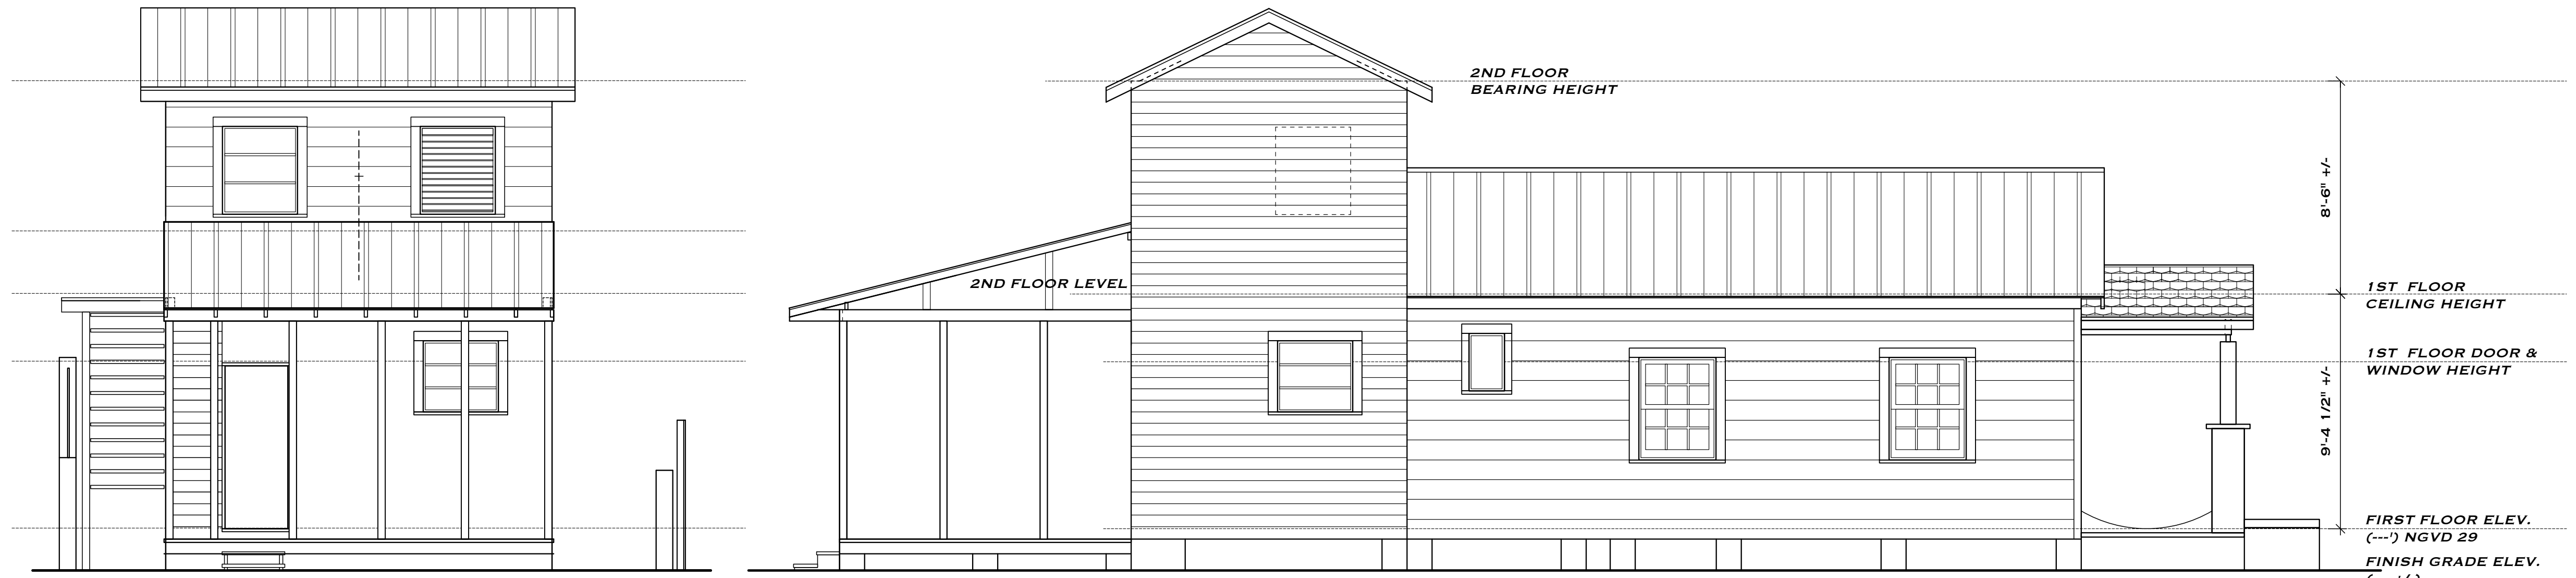 2ND FLOOR
BEARING HEIGHT
8'-6" +/-
2ND FLOOR LEVEL
1ST FLOOR
CEILING HEIGHT
1ST FLOOR DOOR &
WINDOW HEIGHT
9'-4 1/2" +/-
FIRST FLOOR ELEV.
(---') NGVD 29
FINISH GRADE ELEV.